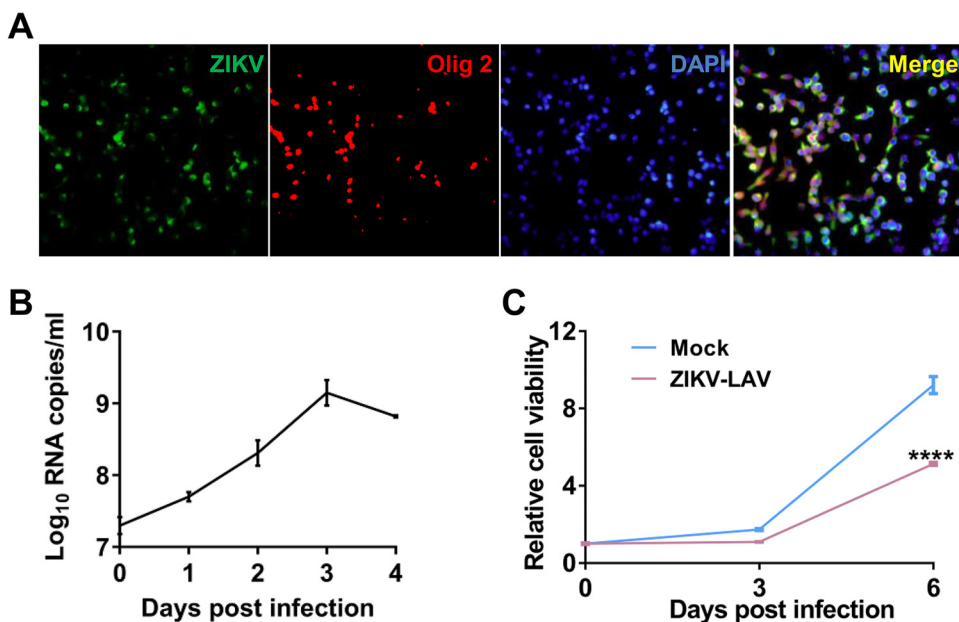 A
ZIKV
Olig 2
DAPI
Merge
B
Log10 RNA copies/ml
10
9
8
7
0 1 2 3 4
Days post infection
C
Relative cell viability
12
8
4
0
Mock
ZIKV-LAV
****
0 3 6
Days post infection